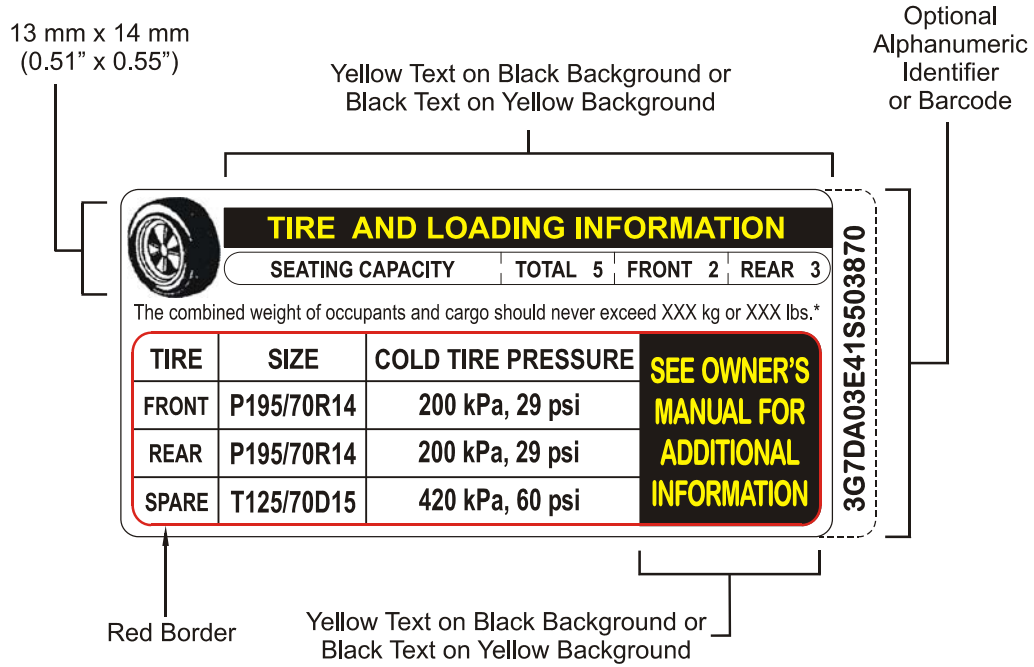 13 mm x 14 mm
(0.51” x 0.55”)
Yellow Text on Black Background or
Black Text on Yellow Background
Optional
Alphanumeric
Identifier
or Barcode
TIRE AND LOADING INFORMATION
SEATING CAPACITY TOTAL 5 FRONT 2 REAR 3
The combined weight of occupants and cargo should never exceed XXX kg or XXX lbs.*
TIRE SIZE COLD TIRE PRESSURE
FRONT P195/70R14 200 kPa, 29 psi
REAR P195/70R14 200 kPa, 29 psi
SPARE T125/70D15 420 kPa, 60 psi
SEE OWNER'S
MANUAL FOR
ADDITIONAL
INFORMATION
3G7DA03E41S503870
Red Border
Yellow Text on Black Background or
Black Text on Yellow Background